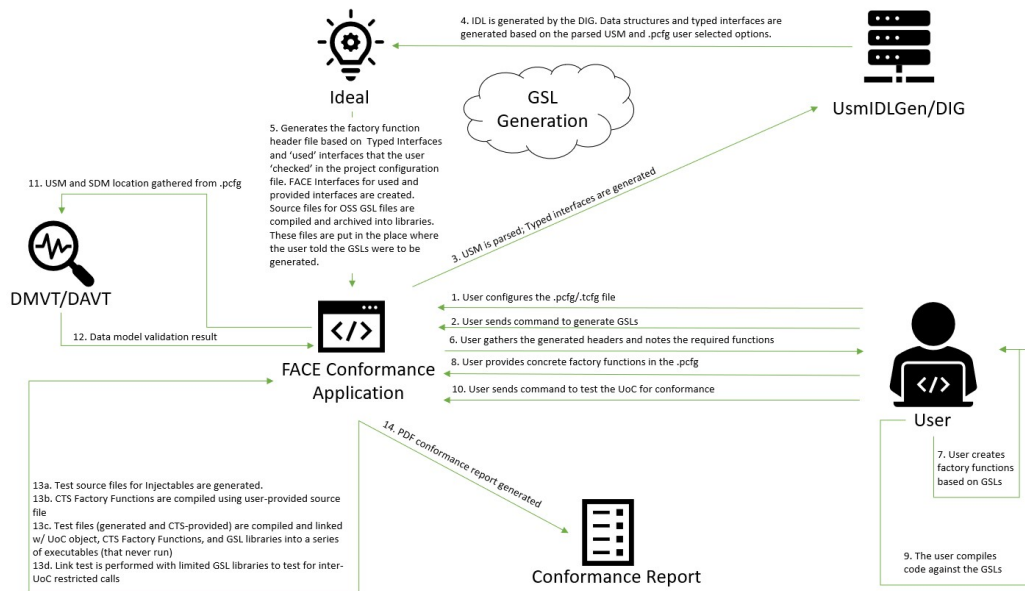 4. IDL is generated by the DIG. Data structures and typed interfaces are
generated based on the parsed USM and .pcfg user selected options.
Ideal
GSL
Generation
UsmIDLGen/DIG
5. Generates the factory function
header file based on Typed Interfaces
and ‘used’ interfaces that the user
‘checked’ in the project configuration
file. FACE Interfaces for used and
provided interfaces are created.
Source files for OSS GSL files are
compiled and archived into libraries.
These files are put in the place where
the user told the GSLs were to be
generated.
11. USM and SDM location gathered from .pcfg
3. USM is parsed; Typed interfaces are generated
DMVT/DAVT
12. Data model validation result
</>
FACE Conformance
Application
1. User configures the .pcfg/.tcfg file
2. User sends command to generate GSLs
6. User gathers the generated headers and notes the required functions
8. User provides concrete factory functions in the .pcfg
10. User sends command to test the UoC for conformance
</>
User
7. User creates
factory functions
based on GSLs
14. PDF conformance report generated
13a. Test source files for Injectables are generated.
13b. CTS Factory Functions are compiled using user-provided source
file
13c. Test files (generated and CTS-provided) are compiled and linked
w/ UoC object, CTS Factory Functions, and GSL libraries into a series
of executables (that never run)
13d. Link test is performed with limited GSL libraries to test for inter-
UoC restricted calls
Conformance Report
9. The user compiles
code against the GSLs